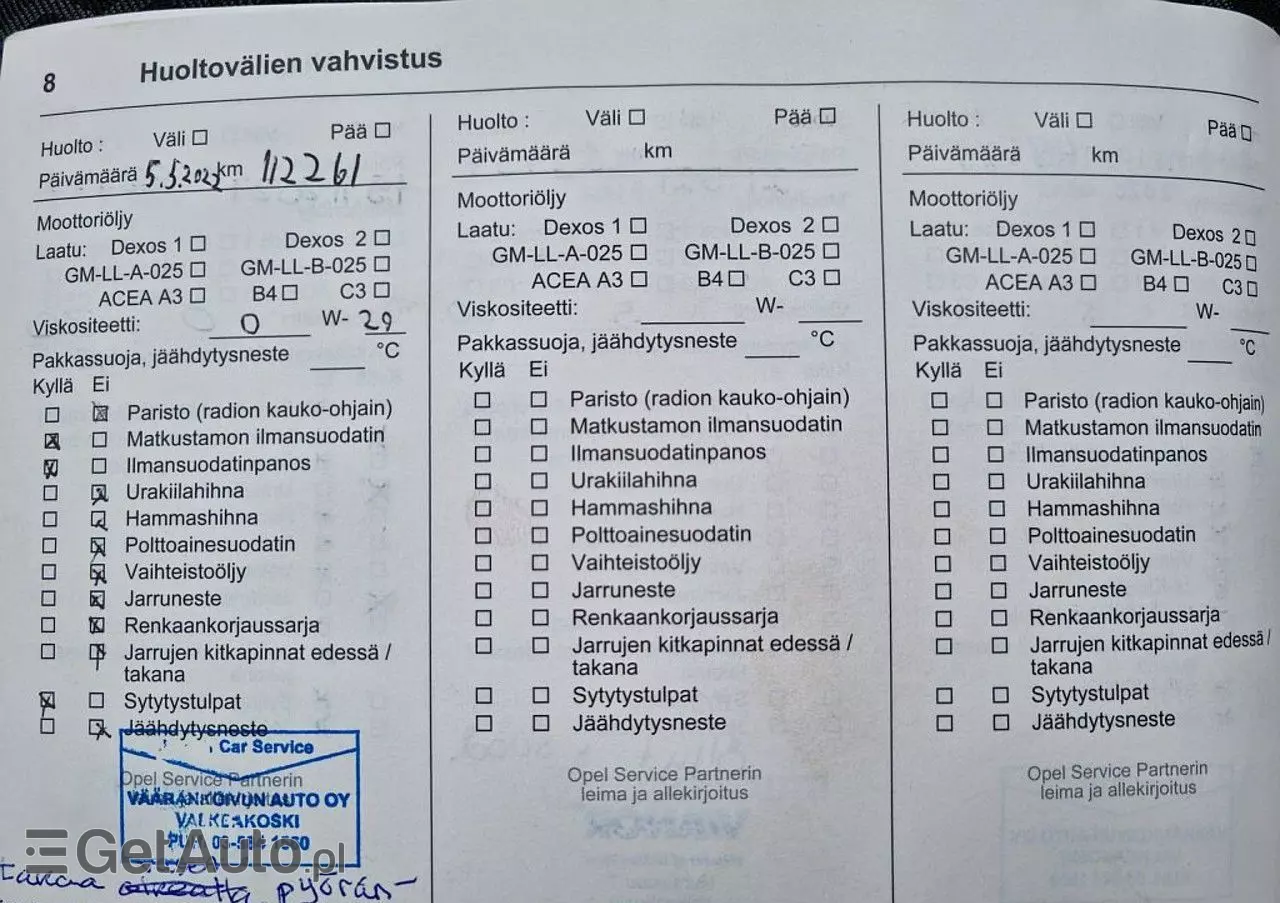 8 Huoltovälien vahvistus
Huolto : Väli ☐ Pää ☐
Päivämäärä 5.5.2022 km 112261
Moottoriöljy
Laatu: Dexos 1 ☐ Dexos 2 ☐
GM-LL-A-025 ☐ GM-LL-B-025 ☐
ACEA A3 ☐ B4 ☐ C3 ☐
Viskositeetti: 0 W- 20
Pakkassuoja, jäähdytysneste °C
Kyllä Ei
☐ ☒ Paristo (radion kauko-ohjain)
☒ ☐ Matkustamon ilmansuodatin
☒ ☐ Ilmansuodatinpanos
☐ ☒ Urakiilahihna
☐ ☒ Hammashihna
☐ ☒ Polttoainesuodatin
☐ ☒ Vaihteistoöljy
☐ ☒ Jarruneste
☐ ☒ Renkaankorjaussarja
☐ ☒ Jarrujen kitkapinnat edessä /
takana
☒ ☐ Sytytystulpat
☐ ☒ Jäähdytysneste
Car Service
Opel Service Partnerin
VÄÄRÄNKOIVUN AUTO OY
VALKEAKOSKI
GetAuto.pl
takaa pyörän-
Huolto : Väli ☐ Pää ☐
Päivämäärä km
Moottoriöljy
Laatu: Dexos 1 ☐ Dexos 2 ☐
GM-LL-A-025 ☐ GM-LL-B-025 ☐
ACEA A3 ☐ B4 ☐ C3 ☐
Viskositeetti: W-
Pakkassuoja, jäähdytysneste °C
Kyllä Ei
☐ ☐ Paristo (radion kauko-ohjain)
☐ ☐ Matkustamon ilmansuodatin
☐ ☐ Ilmansuodatinpanos
☐ ☐ Urakiilahihna
☐ ☐ Hammashihna
☐ ☐ Polttoainesuodatin
☐ ☐ Vaihteistoöljy
☐ ☐ Jarruneste
☐ ☐ Renkaankorjaussarja
☐ ☐ Jarrujen kitkapinnat edessä /
takana
☐ ☐ Sytytystulpat
☐ ☐ Jäähdytysneste
Opel Service Partnerin
leima ja allekirjoitus
Huolto : Väli ☐ Pää ☐
Päivämäärä km
Moottoriöljy
Laatu: Dexos 1 ☐ Dexos 2 ☐
GM-LL-A-025 ☐ GM-LL-B-025 ☐
ACEA A3 ☐ B4 ☐ C3 ☐
Viskositeetti: W-
Pakkassuoja, jäähdytysneste °C
Kyllä Ei
☐ ☐ Paristo (radion kauko-ohjain)
☐ ☐ Matkustamon ilmansuodatin
☐ ☐ Ilmansuodatinpanos
☐ ☐ Urakiilahihna
☐ ☐ Hammashihna
☐ ☐ Polttoainesuodatin
☐ ☐ Vaihteistoöljy
☐ ☐ Jarruneste
☐ ☐ Renkaankorjaussarja
☐ ☐ Jarrujen kitkapinnat edessä /
takana
☐ ☐ Sytytystulpat
☐ ☐ Jäähdytysneste
Opel Service Partnerin
leima ja allekirjoitus